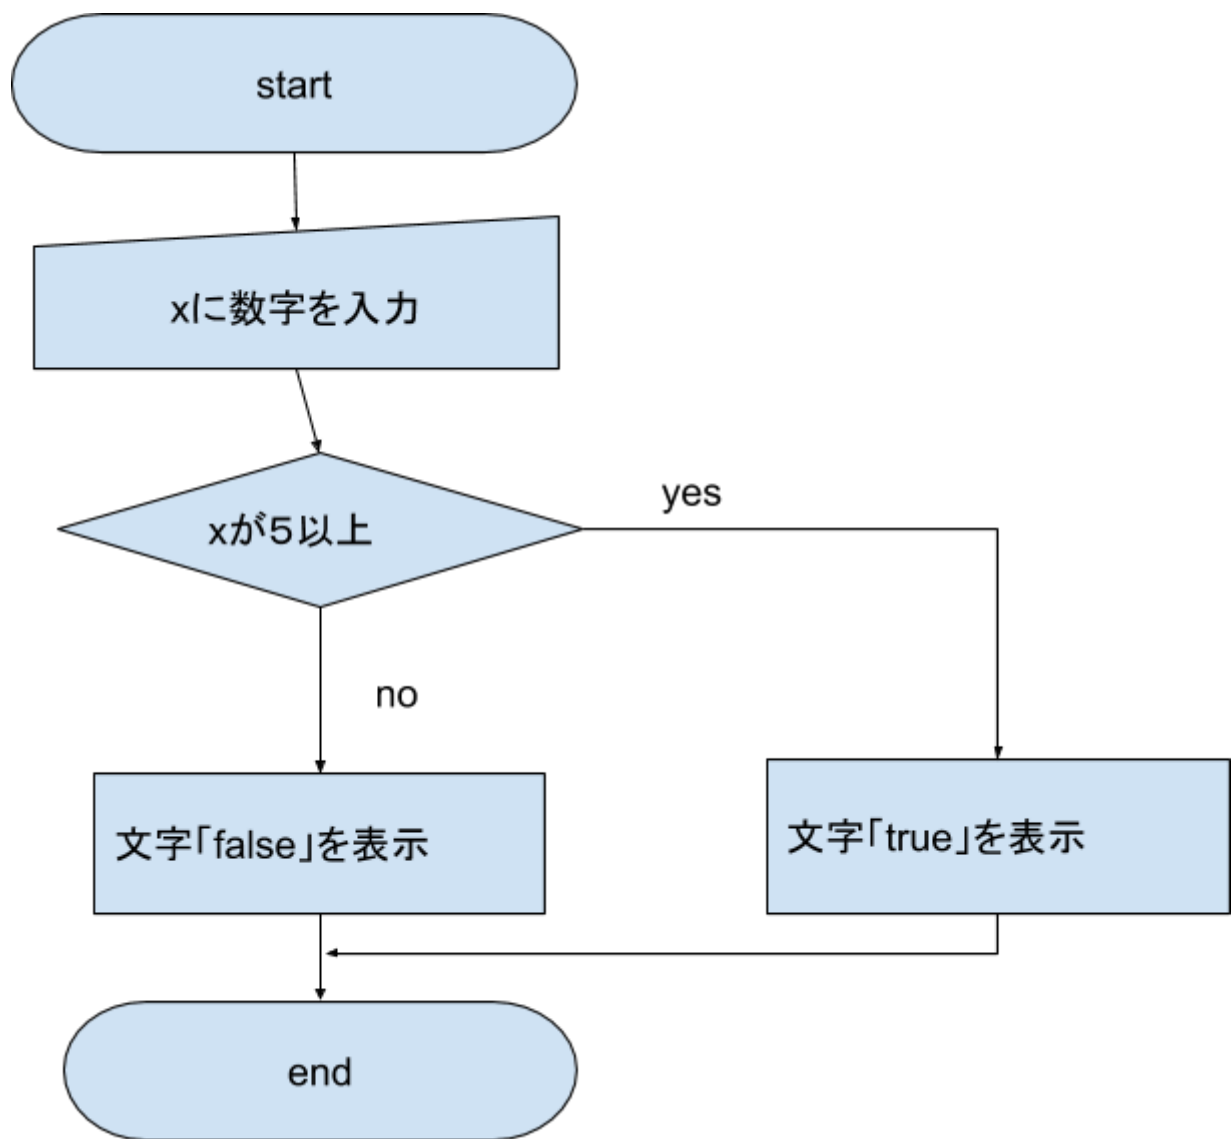 start
xに数字を入力
xが５以上
yes
no
文字「false」を表示
文字「true」を表示
end